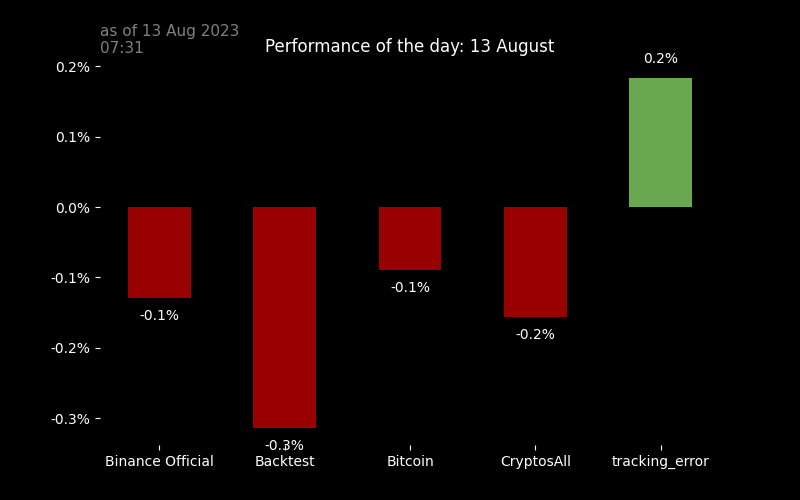 as of 13 Aug 2023
07:31
Performance of the day: 13 August
0.2%
0.2%
0.1%
0.0%
-0.1%
-0.1%
-0.1%
-0.2%
-0.2%
-0.3%
-0.3%
Binance Official
Backtest
Bitcoin
CryptosAll
tracking_error